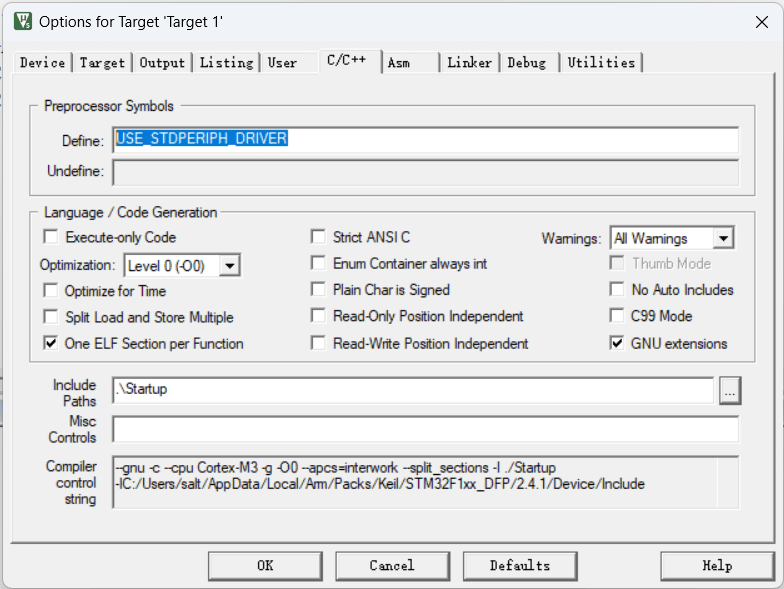 Options for Target 'Target 1'
Device Target Output Listing User C/C++ Asm Linker Debug Utilities
Preprocessor Symbols
Define: USE_STDPERIPH_DRIVER
Undefine:
Language / Code Generation
Execute-only Code
Strict ANSI C
Warnings: All Warnings
Optimization: Level 0 (-O0)
Enum Container always int
Thumb Mode
Optimize for Time
Plain Char is Signed
No Auto Includes
Split Load and Store Multiple
Read-Only Position Independent
C99 Mode
One ELF Section per Function
Read-Write Position Independent
GNU extensions
Include
Paths
.\Startup
...
Misc
Controls
Compiler
control
string
--gnu -c --cpu Cortex-M3 -g -O0 --apcs=interwork --split_sections -I ./Startup
-IC:/Users/salt/AppData/Local/Arm/Packs/Keil/STM32F1xx_DFP/2.4.1/Device/Include
OK Cancel Defaults Help